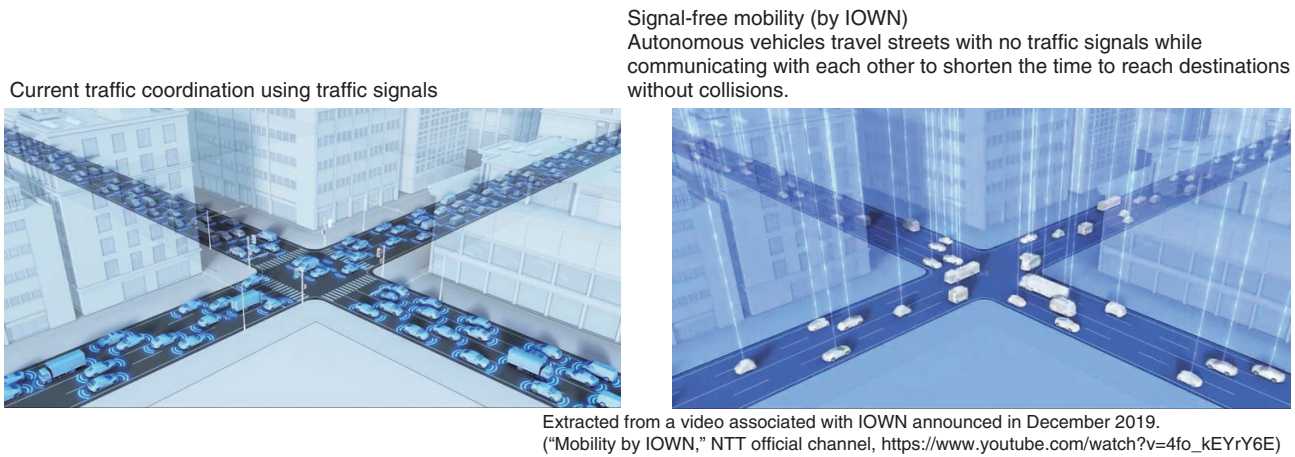 Current traffic coordination using traffic signals
Signal-free mobility (by IOWN)
Autonomous vehicles travel streets with no traffic signals while
communicating with each other to shorten the time to reach destinations
without collisions.
Extracted from a video associated with IOWN announced in December 2019.
(“Mobility by IOWN,” NTT official channel, https://www.youtube.com/watch?v=4fo_kEYrY6E)